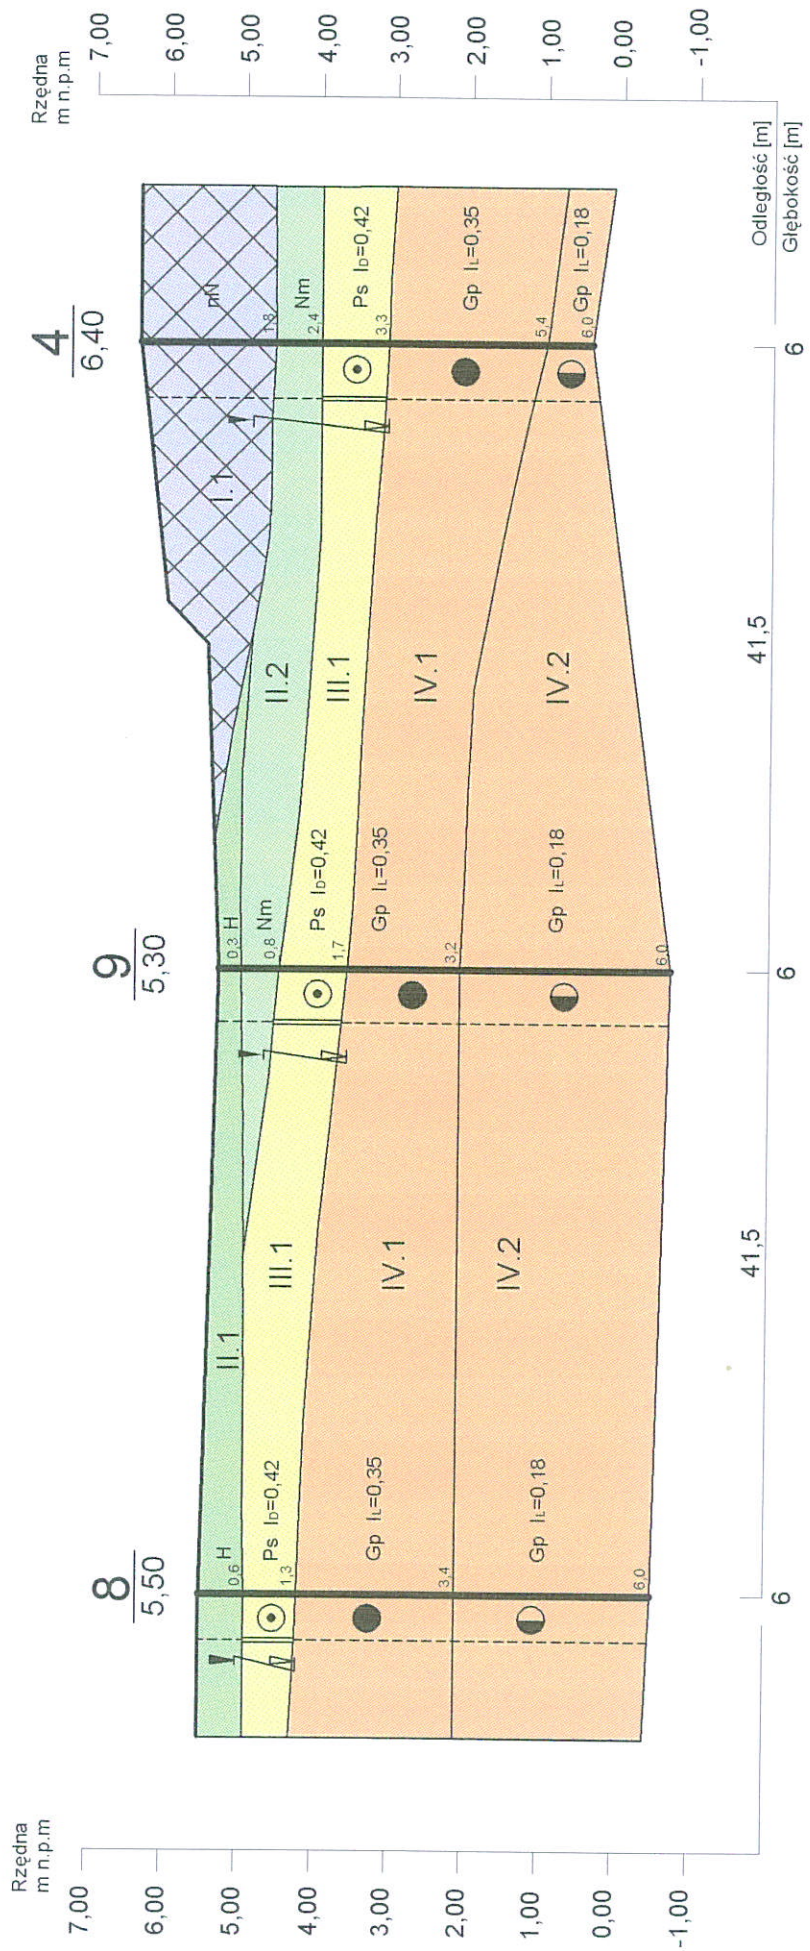 Rzędna
m n.p.m
7,00
6,00
5,00
4,00
3,00
2,00
1,00
0,00
-1,00
8
5,50
0,6 H
Ps ID=0,42
1,3
Gp IL=0,35
3,4
Gp IL=0,18
6,0
II.1
III.1
IV.1
IV.2
9
5,30
0,3 H
0,8 Nm
Ps ID=0,42
1,7
Gp IL=0,35
3,2
Gp IL=0,18
6,0
I.1
II.2
III.1
IV.1
IV.2
4
6,40
nN
1,8
Nm
2,4
Ps ID=0,42
3,3
Gp IL=0,35
5,4
Gp IL=0,18
6,0
Rzędna
m n.p.m
7,00
6,00
5,00
4,00
3,00
2,00
1,00
0,00
-1,00
41,5
41,5
Odległość [m]
6
6
6
Głębokość [m]